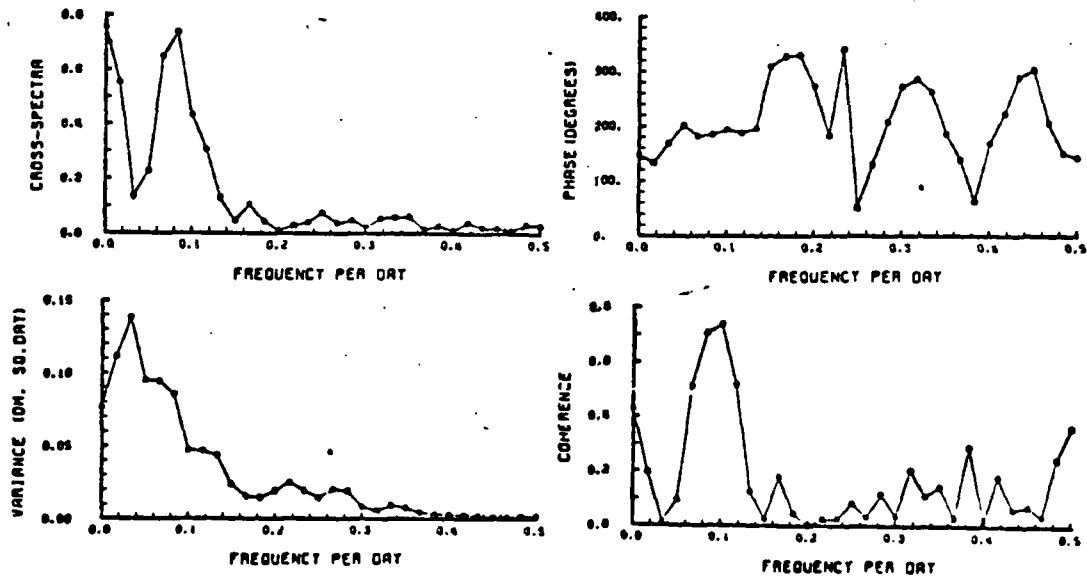 CROSS-SPECTRA
0.8
0.6
0.4
0.2
0.0
0.0 0.1 0.2 0.3 0.4 0.5
FREQUENCY PER DAY
PHASE (DEGREES)
400.
300.
200.
100.
0.
0.0 0.1 0.2 0.3 0.4 0.5
FREQUENCY PER DAY
VARIANCE (DM. SQ.DAY)
0.15
0.10
0.05
0.00
0.0 0.1 0.2 0.3 0.4 0.5
FREQUENCY PER DAY
COHERENCE
0.8
0.6
0.4
0.2
0.0
0.0 0.1 0.2 0.3 0.4 0.5
FREQUENCY PER DAY